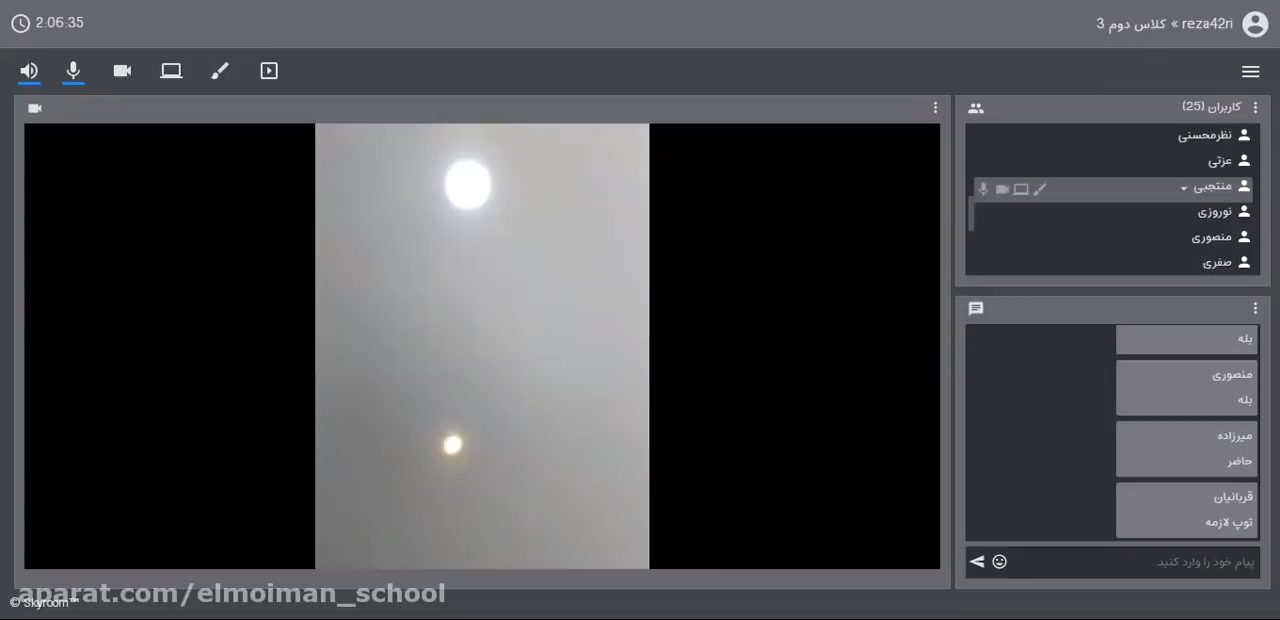 2:06:35
reza42ri » کلاس دوم 3
کاربران (25)
نظرمحسنی
عزتی
منتجبی
نوروزی
منصوری
صفری
بله
منصوری
بله
میرزاده
حاضر
قربانیان
توپ لازمه
پیام خود را وارد کنید
aparat.com/elmoiman_school
© Skyroom™